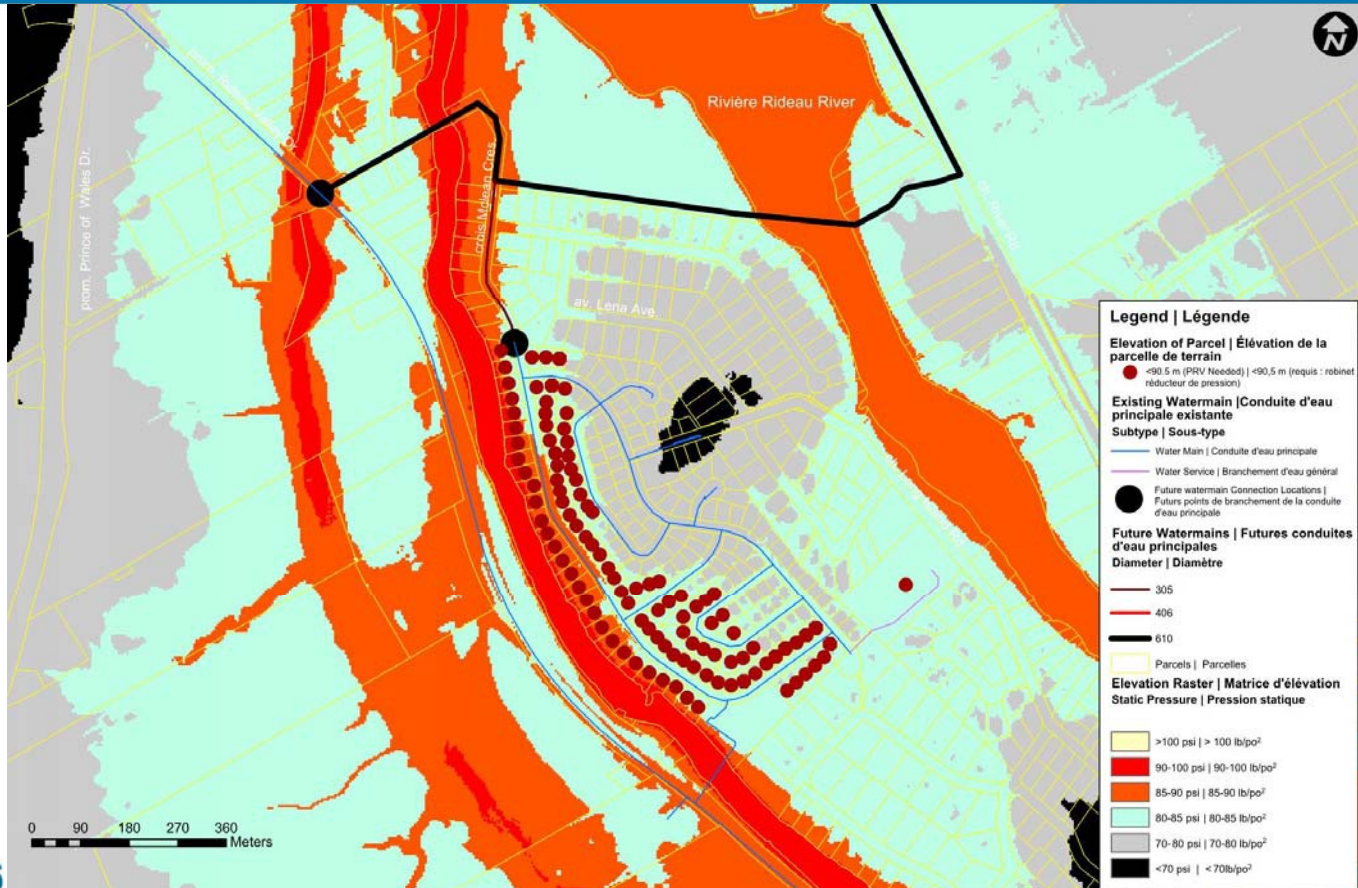 N
Rivière Rideau River
prom. Prince of Wales Dr.
croiss Mclean Cres
av. Lena Ave.
ch. River Rd
Legend | Légende
Elevation of Parcel | Élévation de la
parcelle de terrain
<90.5 m (PRV Needed) | <90,5 m (requis : robinet
réducteur de pression)
Existing Watermain |Conduite d'eau
principale existante
Subtype | Sous-type
Water Main | Conduite d'eau principale
Water Service | Branchement d'eau général
Future watermain Connection Locations |
Futurs points de branchement de la conduite
d'eau principale
Future Watermains | Futures conduites
d'eau principales
Diameter | Diamètre
305
406
610
Parcels | Parcelles
Elevation Raster | Matrice d'élévation
Static Pressure | Pression statique
>100 psi | > 100 lb/po²
90-100 psi | 90-100 lb/po²
85-90 psi | 85-90 lb/po²
80-85 psi | 80-85 lb/po²
70-80 psi | 70-80 lb/po²
<70 psi | <70lb/po²
0 90 180 270 360
Meters